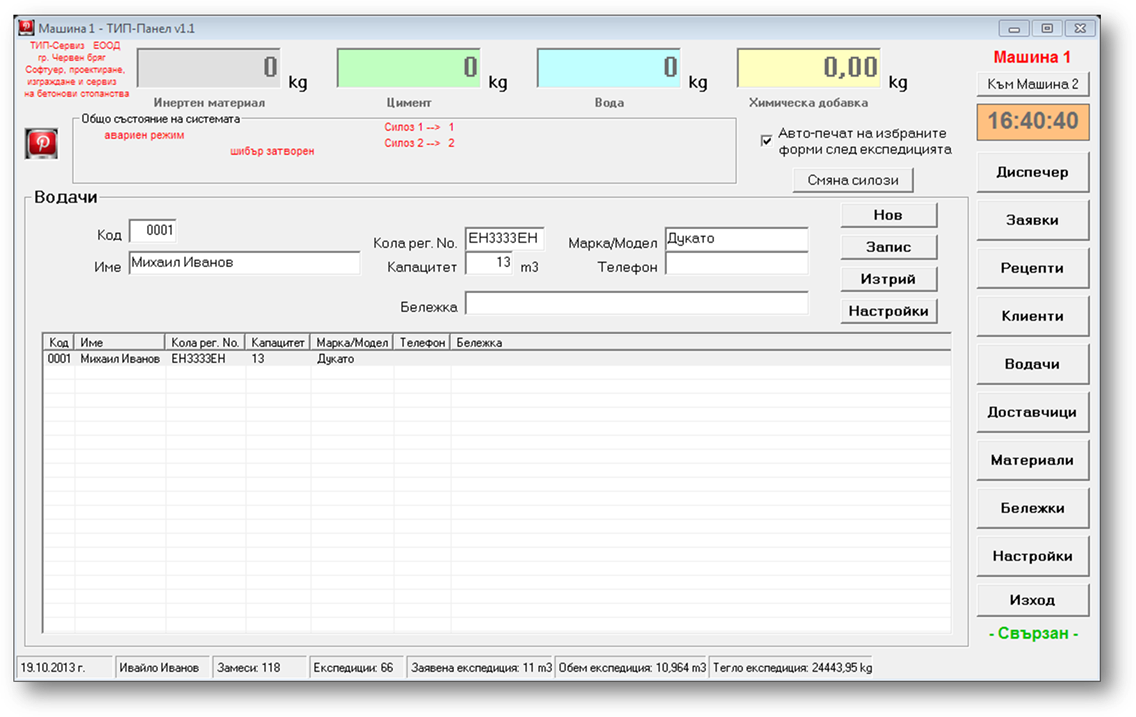 Машина 1 - ТИП-Панел v1.1
ТИП-Сервиз ЕООД
гр. Червен бряг
Софтуер, проектиране,
изграждане и сервиз
на бетонови стопанства
0 kg
Инертен материал
0 kg
Цимент
0 kg
Вода
0,00 kg
Химическа добавка
Машина 1
Към Машина 2
16:40:40
Общо състояние на системата
авариен режим
шибър затворен
Силоз 1 --> 1
Силоз 2 --> 2
Авто-печат на избраните
форми след експедицията
Смяна силози
Водачи
Код 0001
Име Михаил Иванов
Кола рег. No. ЕН3333ЕН
Капацитет 13 m3
Марка/Модел Дукато
Телефон
Бележка
Нов
Запис
Изтрий
Настройки
Код Име Кола рег. No. Капацитет Марка/Модел Телефон Бележка
0001 Михаил Иванов ЕН3333ЕН 13 Дукато
Диспечер
Заявки
Рецепти
Клиенти
Водачи
Доставчици
Материали
Бележки
Настройки
Изход
- Свързан -
19.10.2013 г. Ивайло Иванов Замеси: 118 Експедиции: 66 Заявена експедиция: 11 m3 Обем експедиция: 10,964 m3 Тегло експедиция: 24443,95 kg